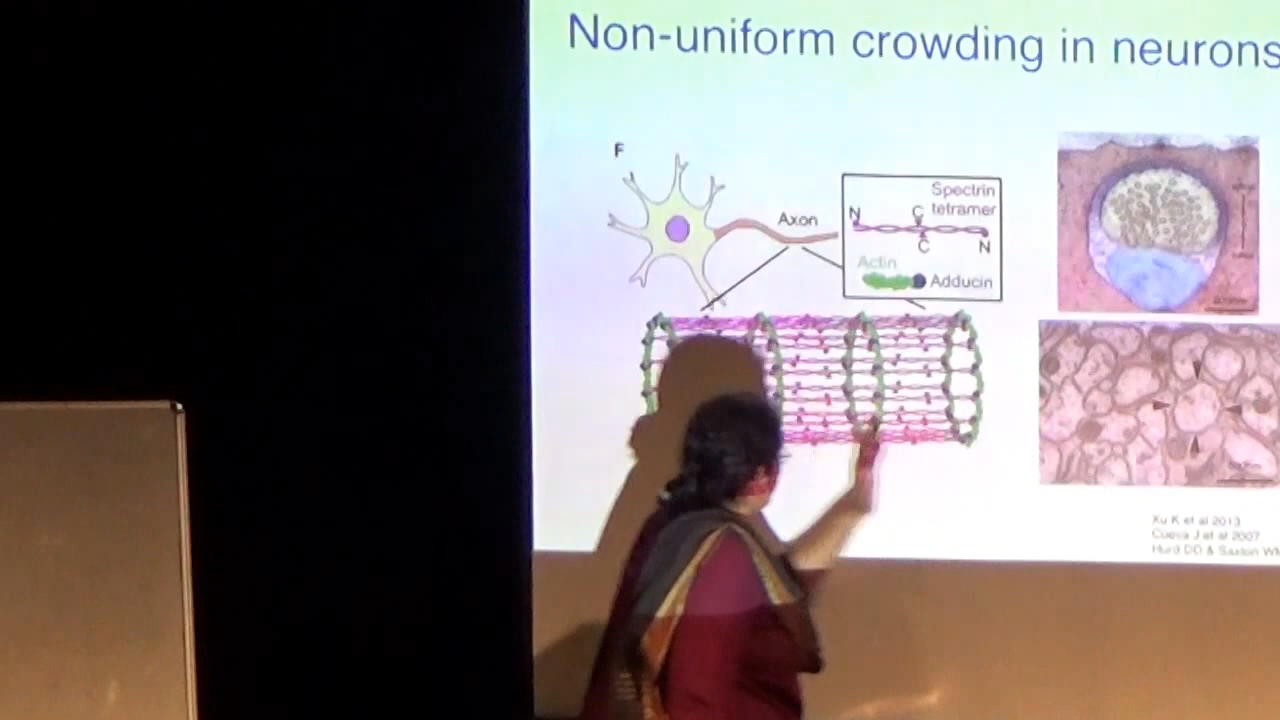 Non-uniform crowding in neurons
F
Axon
Spectrin
tetramer
N
C
C
N
Actin
Adducin
Xu K et al 2013
Cueva J et al 2007
Hurd DD & Saxton WM